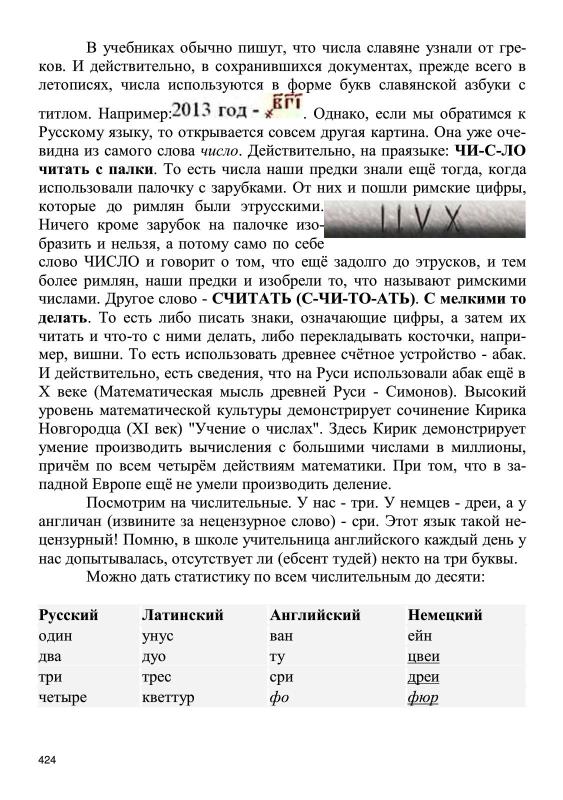 В учебниках обычно пишут, что числа славяне узнали от гре-
ков. И действительно, в сохранившихся документах, прежде всего в
летописях, числа используются в форме букв славянской азбуки с
титлом. Например:2013 год - ҂ВГІ . Однако, если мы обратимся к
Русскому языку, то открывается совсем другая картина. Она уже оче-
видна из самого слова число. Действительно, на праязыке: ЧИ-С-ЛО
читать с палки. То есть числа наши предки знали ещё тогда, когда
использовали палочку с зарубками. От них и пошли римские цифры,
которые до римлян были этрусскими.
Ничего кроме зарубок на палочке изо-
бразить и нельзя, а потому само по себе
I I V X
слово ЧИСЛО и говорит о том, что ещё задолго до этрусков, и тем
более римлян, наши предки и изобрели то, что называют римскими
числами. Другое слово - СЧИТАТЬ (С-ЧИ-ТО-АТЬ). С мелкими то
делать. То есть либо писать знаки, означающие цифры, а затем их
читать и что-то с ними делать, либо перекладывать косточки, напри-
мер, вишни. То есть использовать древнее счётное устройство - абак.
И действительно, есть сведения, что на Руси использовали абак ещё в
X веке (Математическая мысль древней Руси - Симонов). Высокий
уровень математической культуры демонстрирует сочинение Кирика
Новгородца (XI век) "Учение о числах". Здесь Кирик демонстрирует
умение производить вычисления с большими числами в миллионы,
причём по всем четырём действиям математики. При том, что в за-
падной Европе ещё не умели производить деление.
Посмотрим на числительные. У нас - три. У немцев - дреи, а у
англичан (извините за нецензурное слово) - сри. Этот язык такой не-
цензурный! Помню, в школе учительница английского каждый день у
нас допытывалась, отсутствует ли (ебсент тудей) некто на три буквы.
Можно дать статистику по всем числительным до десяти:
Русский Латинский Английский Немецкий
один унус ван ейн
два дуо ту цвеи
три трес сри дреи
четыре кветтур фо фюр
424